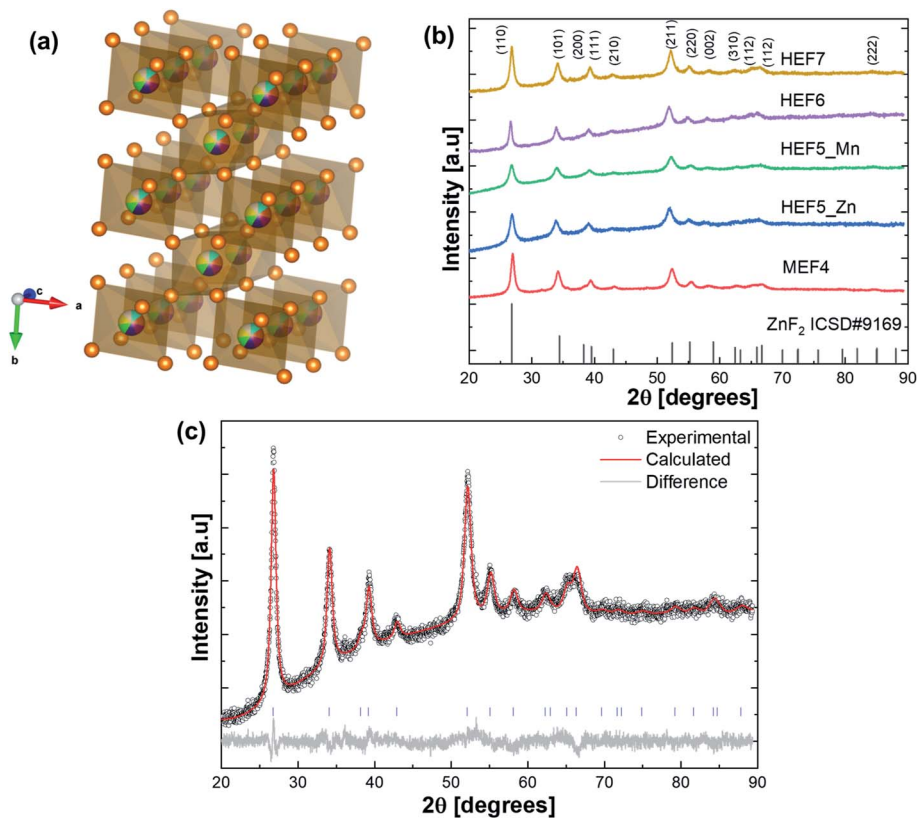 (a)
c
a
b
(b)
(110)
(101)
(200)
(111)
(210)
(211)
(220)
(002)
(310)
(112)
(112)
(222)
HEF7
HEF6
HEF5_Mn
HEF5_Zn
MEF4
ZnF2 ICSD#9169
Intensity [a.u]
20 30 40 50 60 70 80 90
2θ [degrees]
(c)
Experimental
Calculated
Difference
Intensity [a.u]
20 30 40 50 60 70 80 90
2θ [degrees]